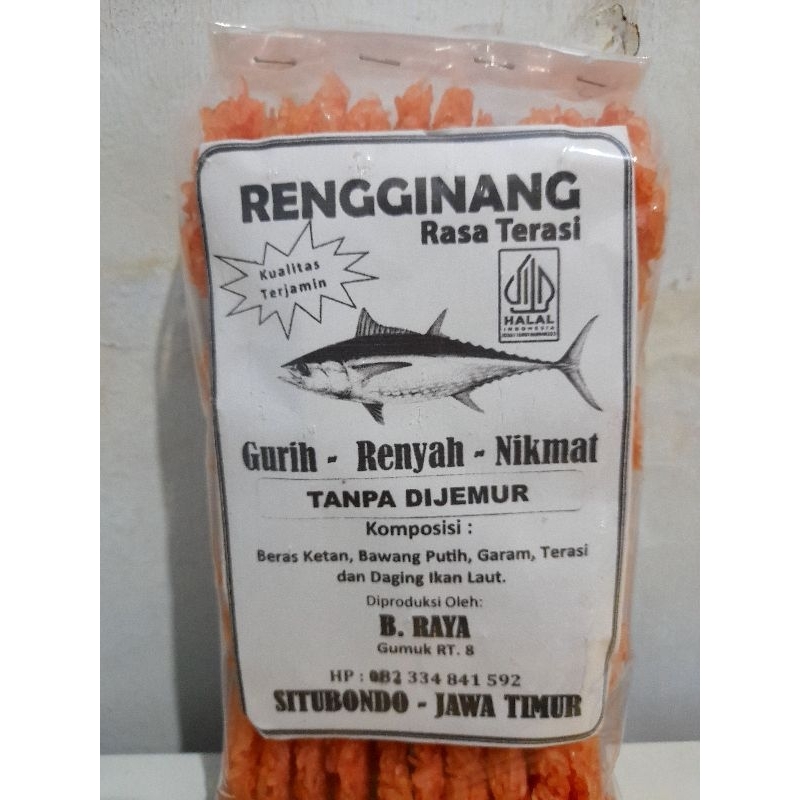 RENGGINANG
Rasa Terasi
Kualitas
Terjamin
HALAL
INDONESIA
Gurih - Renyah - Nikmat
TANPA DIJEMUR
Komposisi :
Beras Ketan, Bawang Putih, Garam, Terasi
dan Daging Ikan Laut.
Diproduksi Oleh:
B. RAYA
Gumuk RT. 8
HP : 082 334 841 592
SITUBONDO - JAWA TIMUR